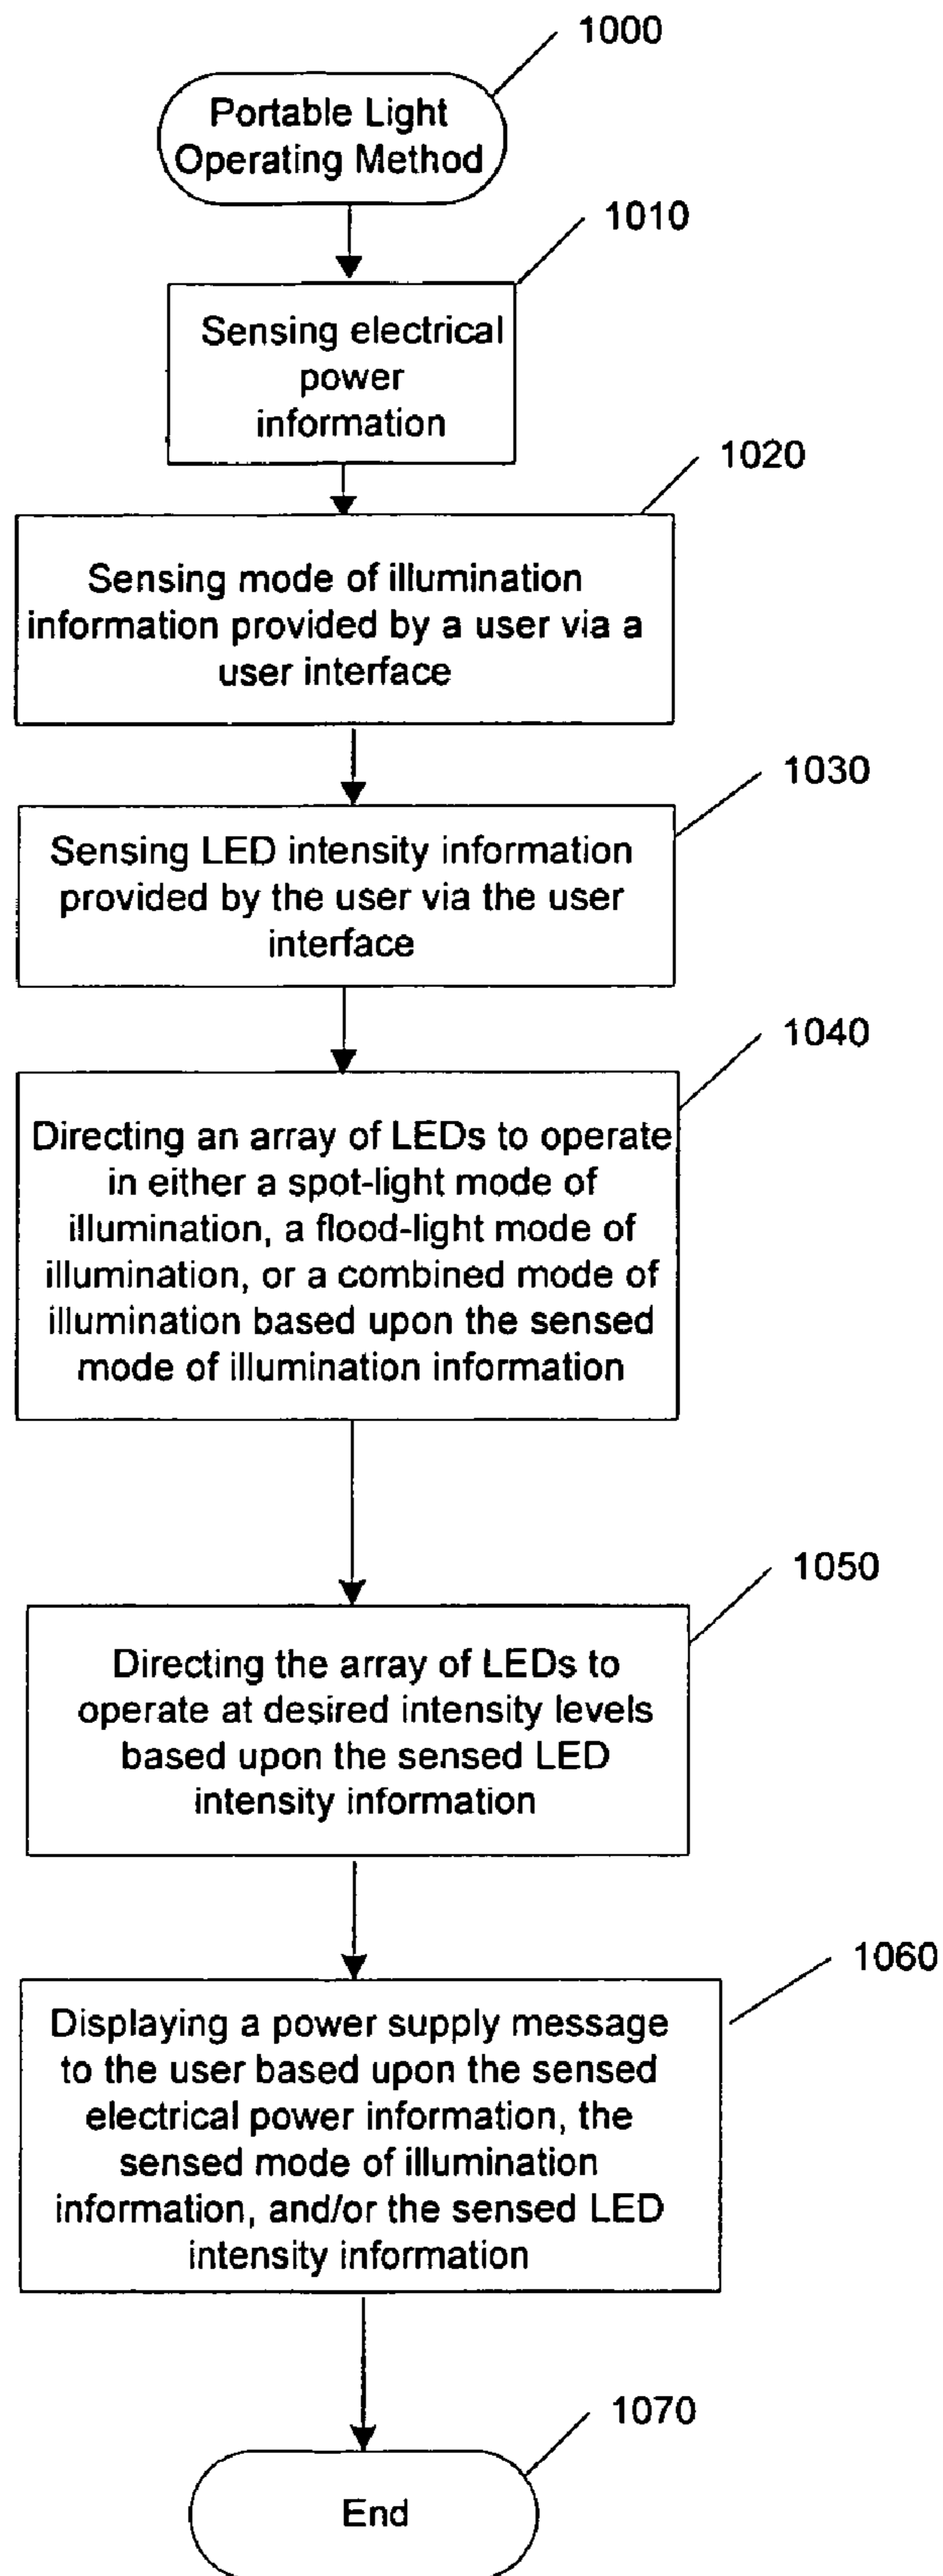 1000
Portable Light
Operating Method
1010
Sensing electrical
power
information
1020
Sensing mode of illumination
information provided by a user via a
user interface
1030
Sensing LED intensity information
provided by the user via the user
interface
1040
Directing an array of LEDs to operate
in either a spot-light mode of
illumination, a flood-light mode of
illumination, or a combined mode of
illumination based upon the sensed
mode of illumination information
1050
Directing the array of LEDs to
operate at desired intensity levels
based upon the sensed LED
intensity information
1060
Displaying a power supply message
to the user based upon the sensed
electrical power information, the
sensed mode of illumination
information, and/or the sensed LED
intensity information
1070
End